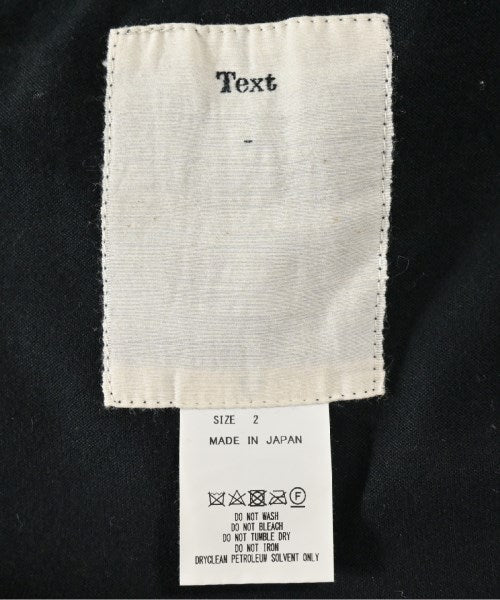 Text
-
SIZE 2
MADE IN JAPAN
F
DO NOT WASH
DO NOT BLEACH
DO NOT TUMBLE DRY
DO NOT IRON
DRYCLEAN PETROLEUM SOLVENT ONLY